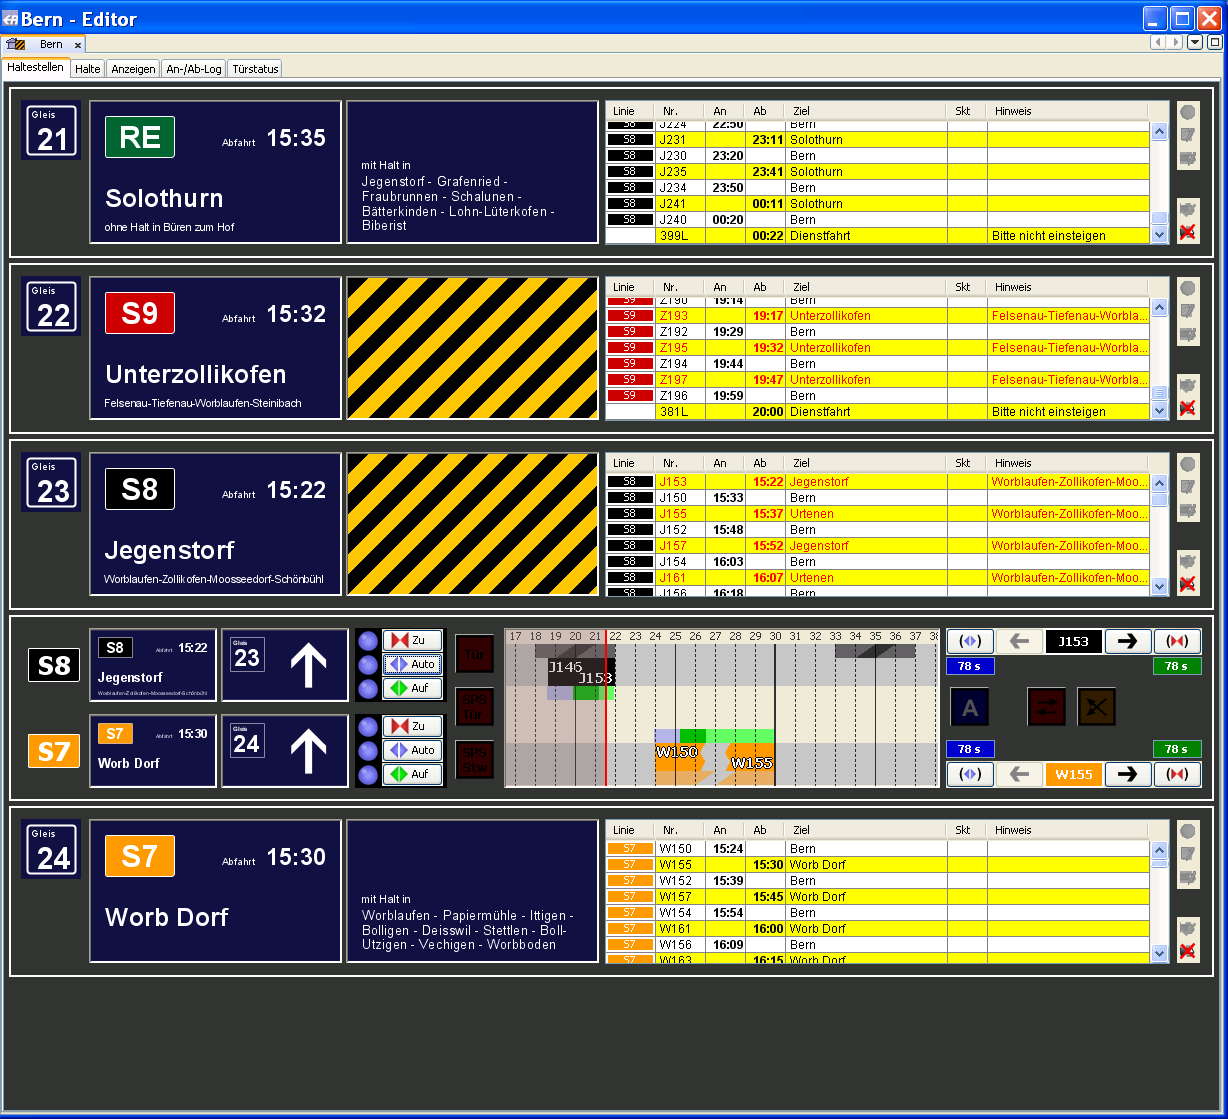 Bern - Editor
Bern
Haltestellen Halte Anzeigen An-/Ab-Log Türstatus
Gleis
21
RE
Abfahrt 15:35
Solothurn
ohne Halt in Büren zum Hof
mit Halt in
Jegenstorf - Grafenried -
Fraubrunnen - Schalunen -
Bätterkinden - Lohn-Lüterkofen -
Biberist
Linie Nr. An Ab Ziel Skt Hinweis
S8 J224 22:50 Bern
S8 J231 23:11 Solothurn
S8 J230 23:20 Bern
S8 J235 23:41 Solothurn
S8 J234 23:50 Bern
S8 J241 00:11 Solothurn
S8 J240 00:20 Bern
399L 00:22 Dienstfahrt Bitte nicht einsteigen
Gleis
22
S9
Abfahrt 15:32
Unterzollikofen
Felsenau-Tiefenau-Worblaufen-Steinibach
Linie Nr. An Ab Ziel Skt Hinweis
S9 Z190 19:14 Bern
S9 Z193 19:17 Unterzollikofen Felsenau-Tiefenau-Worbla...
S9 Z192 19:29 Bern
S9 Z195 19:32 Unterzollikofen Felsenau-Tiefenau-Worbla...
S9 Z194 19:44 Bern
S9 Z197 19:47 Unterzollikofen Felsenau-Tiefenau-Worbla...
S9 Z196 19:59 Bern
381L 20:00 Dienstfahrt Bitte nicht einsteigen
Gleis
23
S8
Abfahrt 15:22
Jegenstorf
Worblaufen-Zollikofen-Moosseedorf-Schönbühl
Linie Nr. An Ab Ziel Skt Hinweis
S8 J153 15:22 Jegenstorf Worblaufen-Zollikofen-Moo...
S8 J150 15:33 Bern
S8 J155 15:37 Urtenen Worblaufen-Zollikofen-Moo...
S8 J152 15:48 Bern
S8 J157 15:52 Jegenstorf Worblaufen-Zollikofen-Moo...
S8 J154 16:03 Bern
S8 J161 16:07 Urtenen Worblaufen-Zollikofen-Moo...
S8 J156 16:18 Bern
S8
S8 Abfahrt 15:22
Jegenstorf
Worblaufen-Zollikofen-Moosseedorf-Schönbühl
Gleis
23
Zu
Auto
Auf
Tür
SPS
Tür
SPS
Stw
17 18 19 20 21 22 23 24 25 26 27 28 29 30 31 32 33 34 35 36 37 38
J146
J153
W150
W155
J153
78 s 78 s
A
78 s 78 s
W155
S7
S7 Abfahrt 15:30
Worb Dorf
Gleis
24
Zu
Auto
Auf
Gleis
24
S7
Abfahrt 15:30
Worb Dorf
mit Halt in
Worblaufen - Papiermühle - Ittigen -
Bolligen - Deisswil - Stettlen - Boll-
Utzigen - Vechigen - Worbboden
Linie Nr. An Ab Ziel Skt Hinweis
S7 W150 15:24 Bern
S7 W155 15:30 Worb Dorf
S7 W152 15:39 Bern
S7 W157 15:45 Worb Dorf
S7 W154 15:54 Bern
S7 W161 16:00 Worb Dorf
S7 W156 16:09 Bern
S7 W163 16:15 Worb Dorf